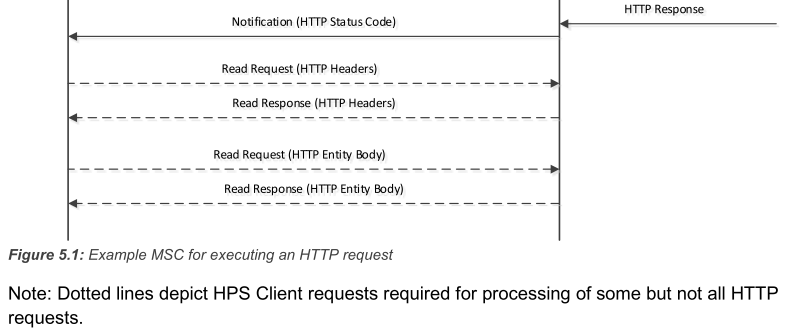 HTTP Response
Notification (HTTP Status Code)
Read Request (HTTP Headers)
Read Response (HTTP Headers)
Read Request (HTTP Entity Body)
Read Response (HTTP Entity Body)
Figure 5.1: Example MSC for executing an HTTP request
Note: Dotted lines depict HPS Client requests required for processing of some but not all HTTP
requests.